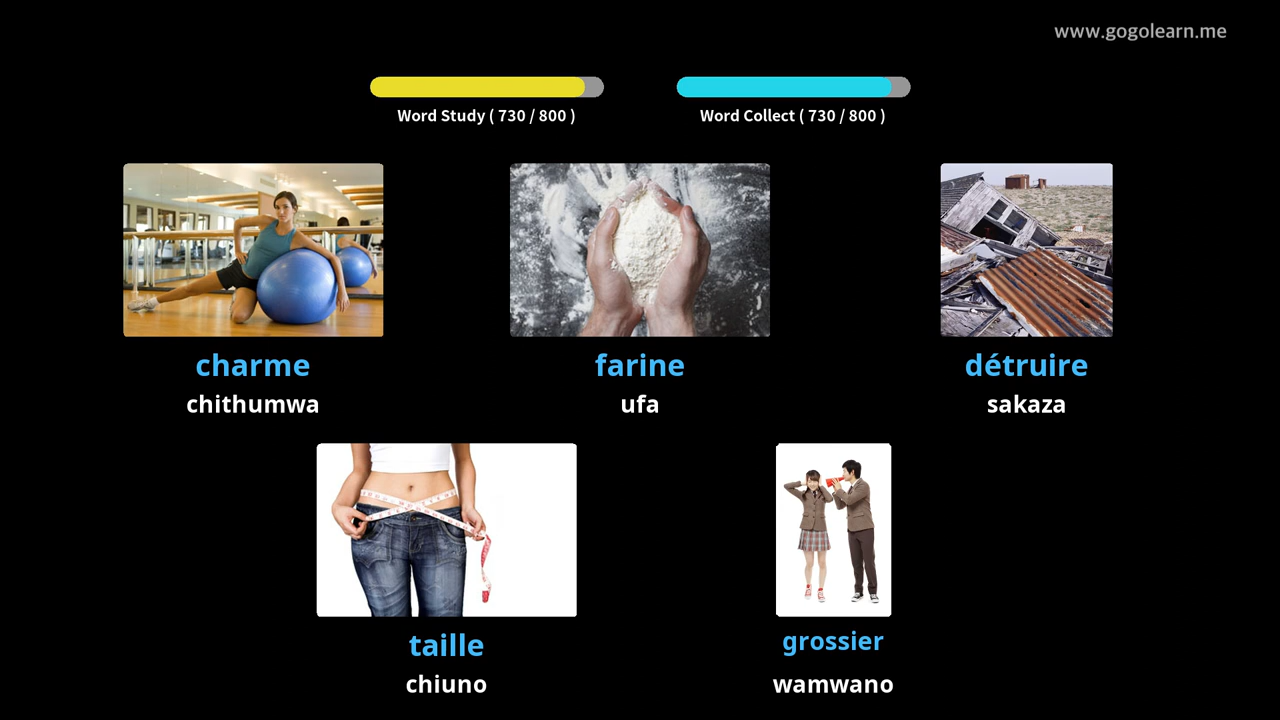 www.gogolearn.me
Word Study ( 730 / 800 )
Word Collect ( 730 / 800 )
charme
chithumwa
farine
ufa
détruire
sakaza
taille
chiuno
grossier
wamwano